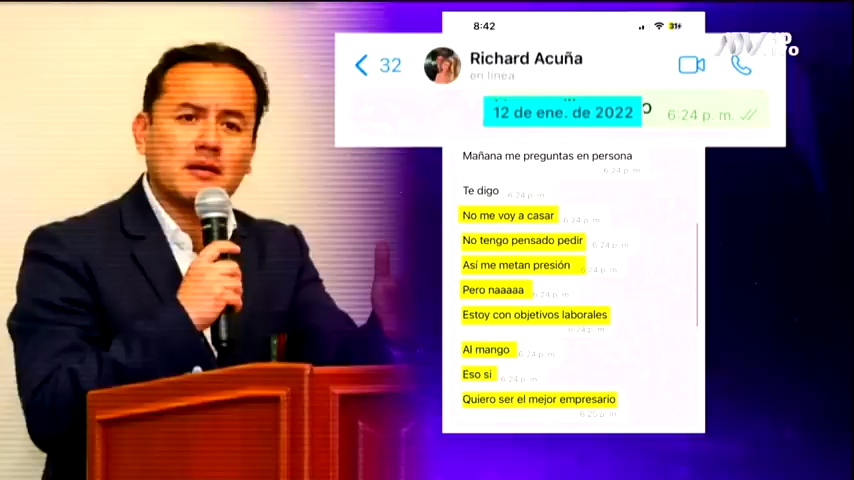 8:42
32
Richard Acuña
en línea
12 de ene. de 2022
6:24 p. m.
Mañana me preguntas en persona
6:24 p. m.
Te digo
6:24 p. m.
No me voy a casar
6:24 p. m.
No tengo pensado pedir
6:24 p. m.
Así me metan presión
6:24 p. m.
Pero naaaaa
6:24 p. m.
Estoy con objetivos laborales
6:24 p. m.
Al mango
6:24 p. m.
Eso si
6:24 p. m.
Quiero ser el mejor empresario
6:25 p. m.